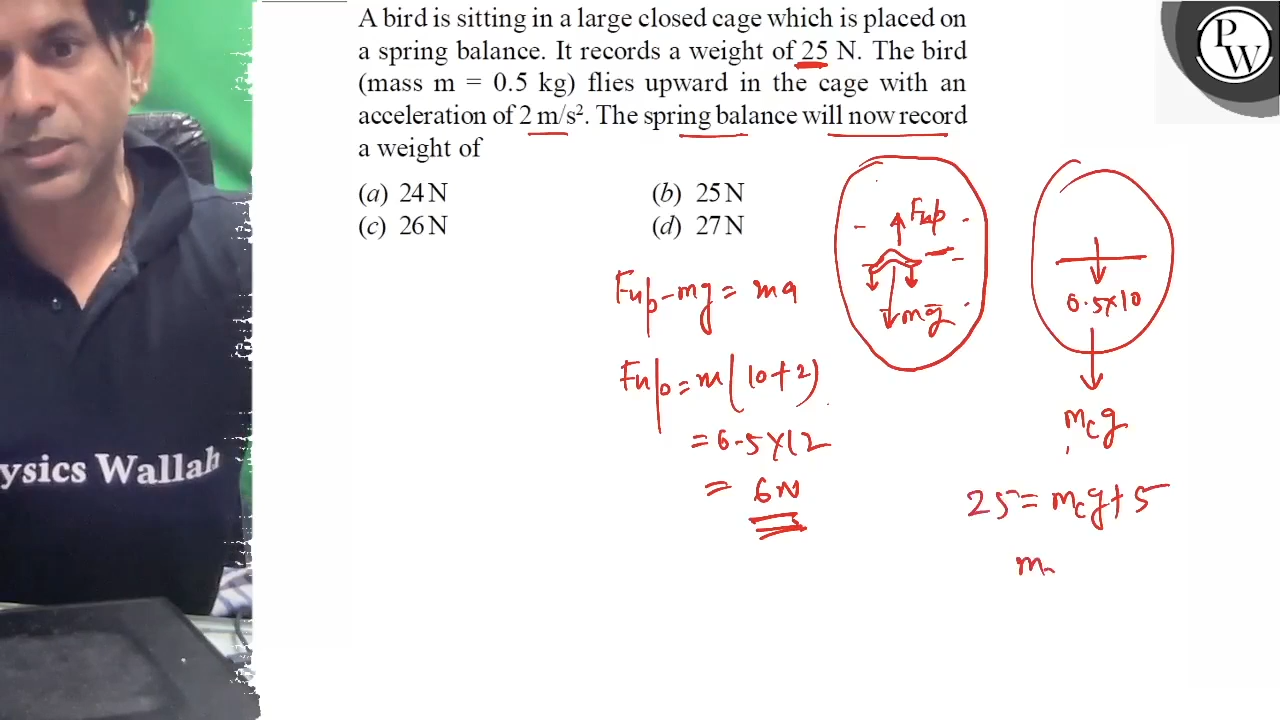 A bird is sitting in a large closed cage which is placed on
a spring balance. It records a weight of 25 N. The bird
(mass m = 0.5 kg) flies upward in the cage with an
acceleration of 2 m/s². The spring balance will now record
a weight of
(a) 24 N
(b) 25 N
(c) 26 N
(d) 27 N
PW
Fup
mg
0.5×10
mcg
Fup-mg = ma
Fup = m(10+2)
= 0.5×12
= 6N
25 = mcg + 5
m
ysics Wallah